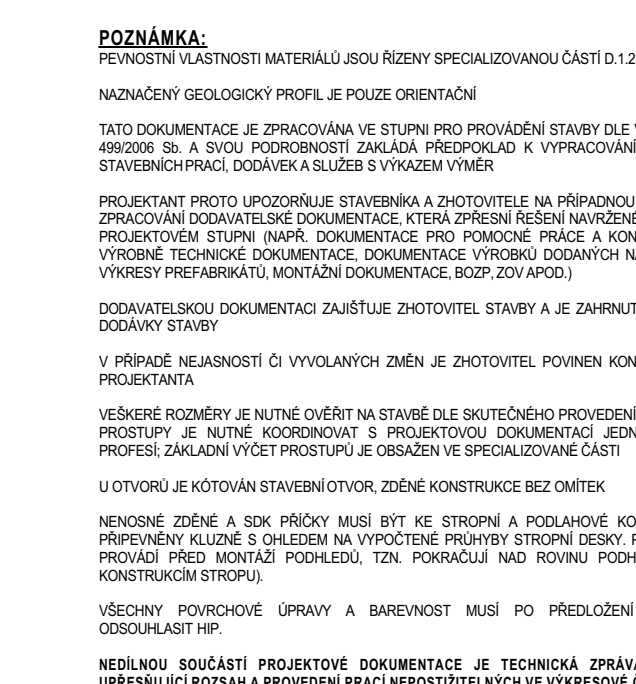 POZNÁMKA:
PEVNOSTNÍ VLASTNOSTI MATERIÁLŮ JSOU ŘÍZENY SPECIALIZOVANOU ČÁSTÍ D.1.2
NAZNAČENÝ GEOLOGICKÝ PROFIL JE POUZE ORIENTAČNÍ
TATO DOKUMENTACE JE ZPRACOVÁNA VE STUPNI PRO PROVÁDĚNÍ STAVBY DLE
499/2006 Sb. A SVOU PODROBNOSTÍ ZAKLÁDÁ PŘEDPOKLAD K VYPRACOVÁNÍ
STAVEBNÍCH PRACÍ, DODÁVEK A SLUŽEB S VÝKAZEM VÝMĚR
PROJEKTANT PROTO UPOZORŇUJE STAVEBNÍKA A ZHOTOVITELE NA PŘÍPADNOU
ZPRACOVÁNÍ DODAVATELSKÉ DOKUMENTACE, KTERÁ ZPŘESNÍ ŘEŠENÍ NAVRŽENÉ
PROJEKTOVÉM STUPNI (NAPŘ. DOKUMENTACE PRO POMOCNÉ PRÁCE A KON
VÝROBNĚ TECHNICKÉ DOKUMENTACE, DOKUMENTACE VÝROBKŮ DODANÝCH NA
VÝKRESY PREFABRIKÁTŮ, MONTÁŽNÍ DOKUMENTACE, BOZP, ZOV APOD.)
DODAVATELSKOU DOKUMENTACI ZAJIŠŤUJE ZHOTOVITEL STAVBY A JE ZAHRNUT
DODÁVKY STAVBY
V PŘÍPADĚ NEJASNOSTÍ ČI VYVOLANÝCH ZMĚN JE ZHOTOVITEL POVINEN KON
PROJEKTANTA
VEŠKERÉ ROZMĚRY JE NUTNÉ OVĚŘIT NA STAVBĚ DLE SKUTEČNÉHO PROVEDENÍ
PROSTUPY JE NUTNÉ KOORDINOVAT S PROJEKTOVOU DOKUMENTACÍ JEDN
PROFESÍ; ZÁKLADNÍ VÝČET PROSTUPŮ JE OBSAŽEN VE SPECIALIZOVANÉ ČÁSTI
U OTVORŮ JE KÓTOVÁN STAVEBNÍ OTVOR, ZDĚNÉ KONSTRUKCE BEZ OMÍTEK
NENOSNÉ ZDĚNÉ A SDK PŘÍČKY MUSÍ BÝT KE STROPNÍ A PODLAHOVÉ KO
PŘIPEVNĚNY KLUZNĚ S OHLEDEM NA VYPOČTENÉ PRŮHYBY STROPNÍ DESKY.
PROVÁDÍ PŘED MONTÁŽÍ PODHLEDŮ, TZN. POKRAČUJÍ NAD ROVINU PODH
KONSTRUKCÍM STROPU).
VŠECHNY POVRCHOVÉ ÚPRAVY A BAREVNOST MUSÍ PO PŘEDLOŽENÍ
ODSOUHLASIT HIP.
NEDÍLNOU SOUČÁSTÍ PROJEKTOVÉ DOKUMENTACE JE TECHNICKÁ ZPRÁVA
UPŘESŇUJÍCÍ ROZSAH A PROVEDENÍ PRACÍ NEPOSTIŽITELNÝCH VE VÝKRESOVÉ